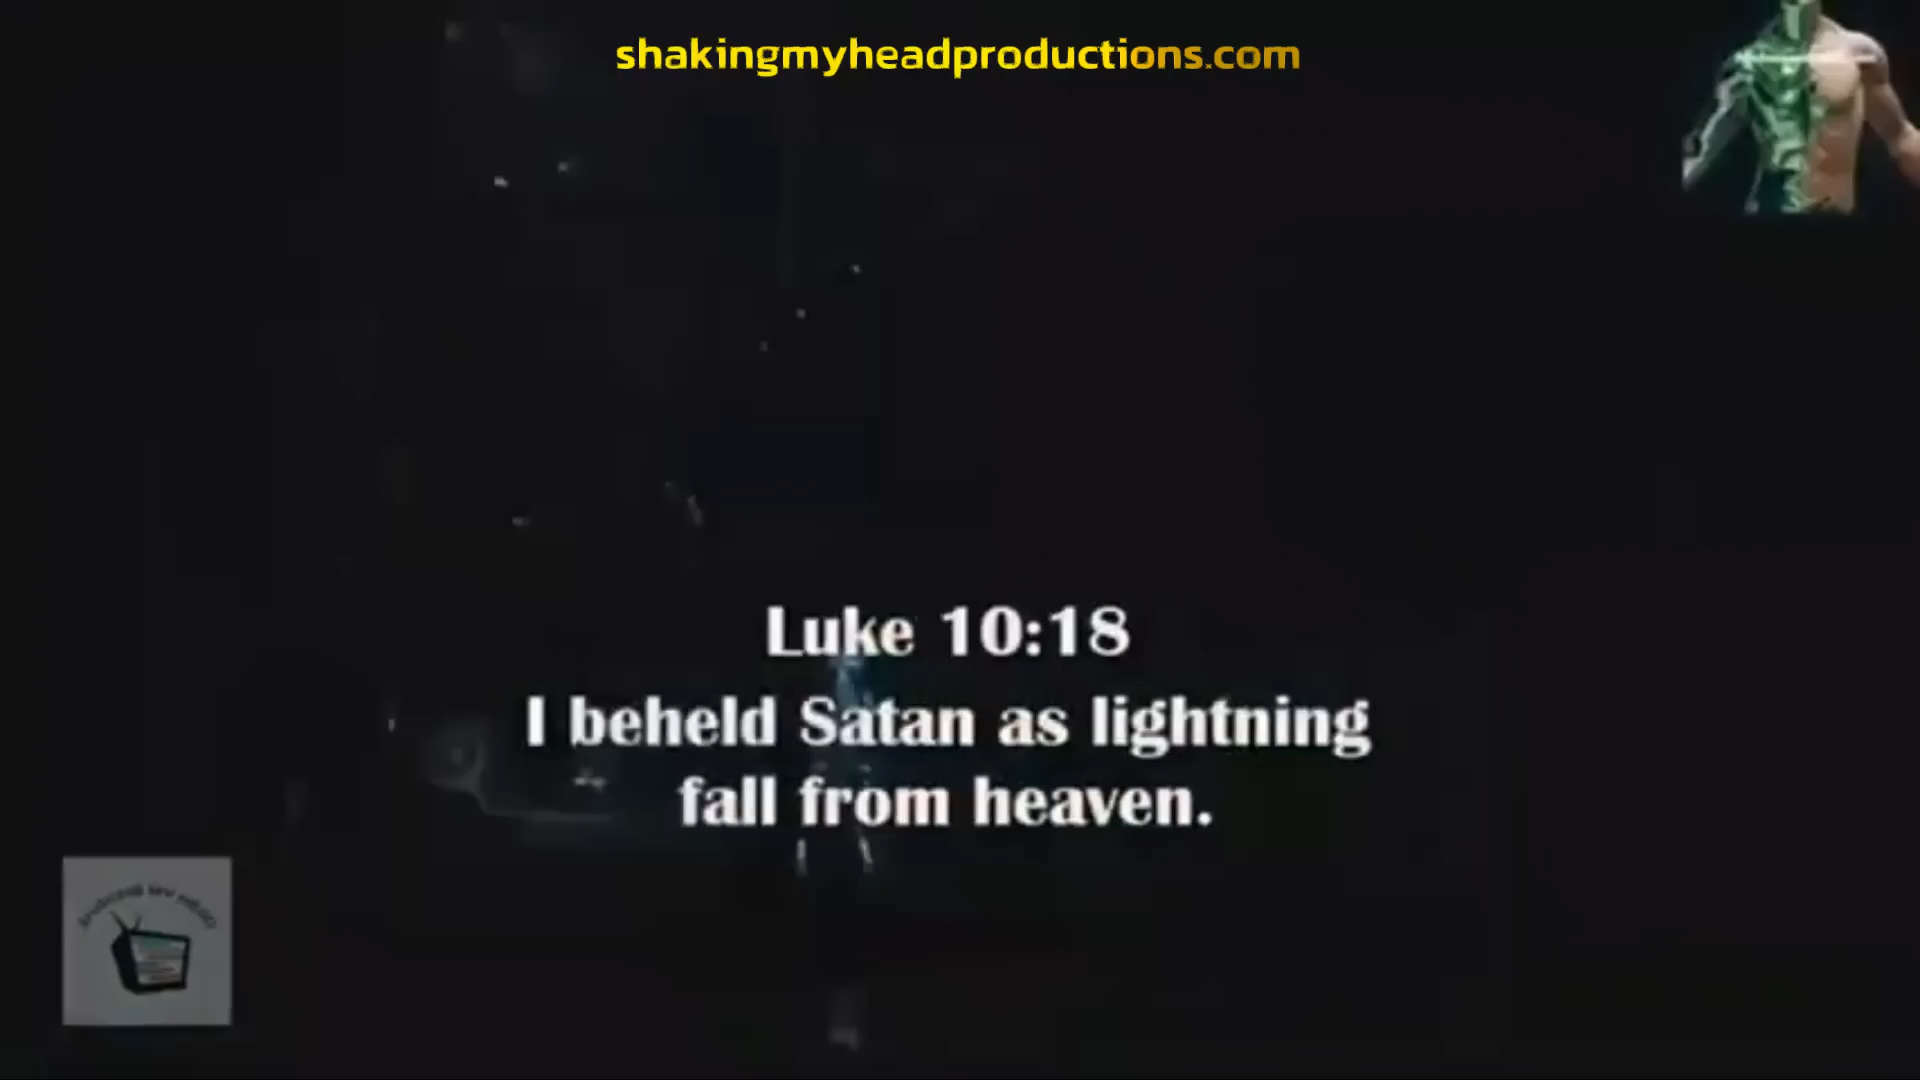 shakingmyheadproductions.com
Luke 10:18
I beheld Satan as lightning
fall from heaven.